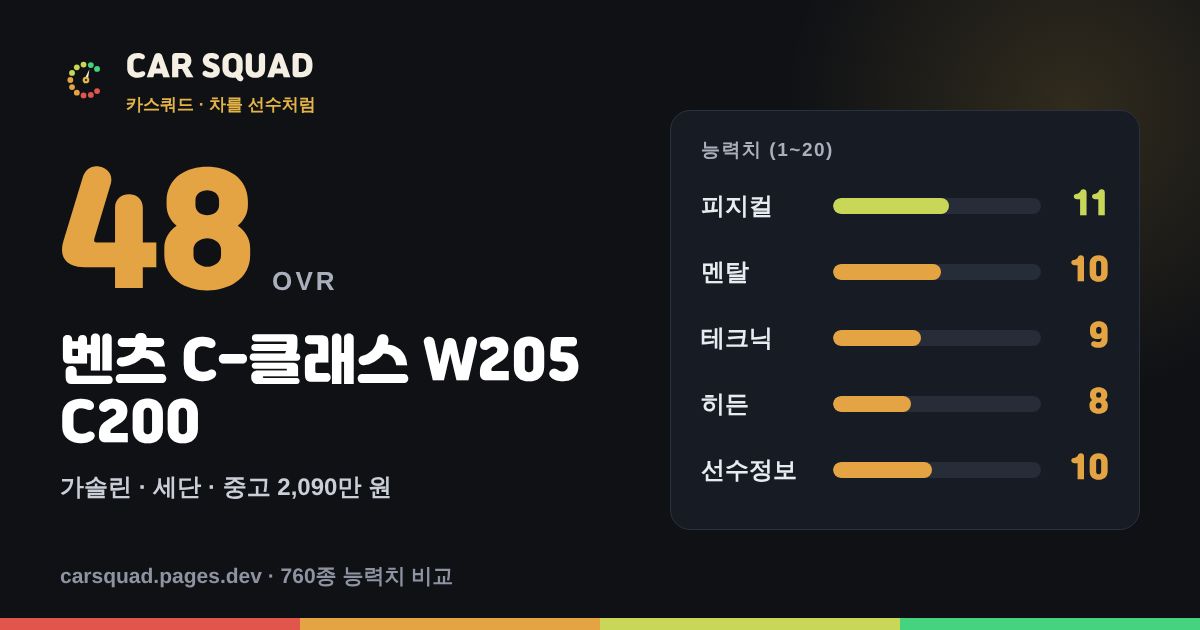 CAR SQUAD
카스쿼드 · 차를 선수처럼
48 OVR
벤츠 C-클래스 W205
C200
가솔린 · 세단 · 중고 2,090만 원
carsquad.pages.dev · 760종 능력치 비교
능력치 (1~20)
피지컬 11
멘탈 10
테크닉 9
히든 8
선수정보 10